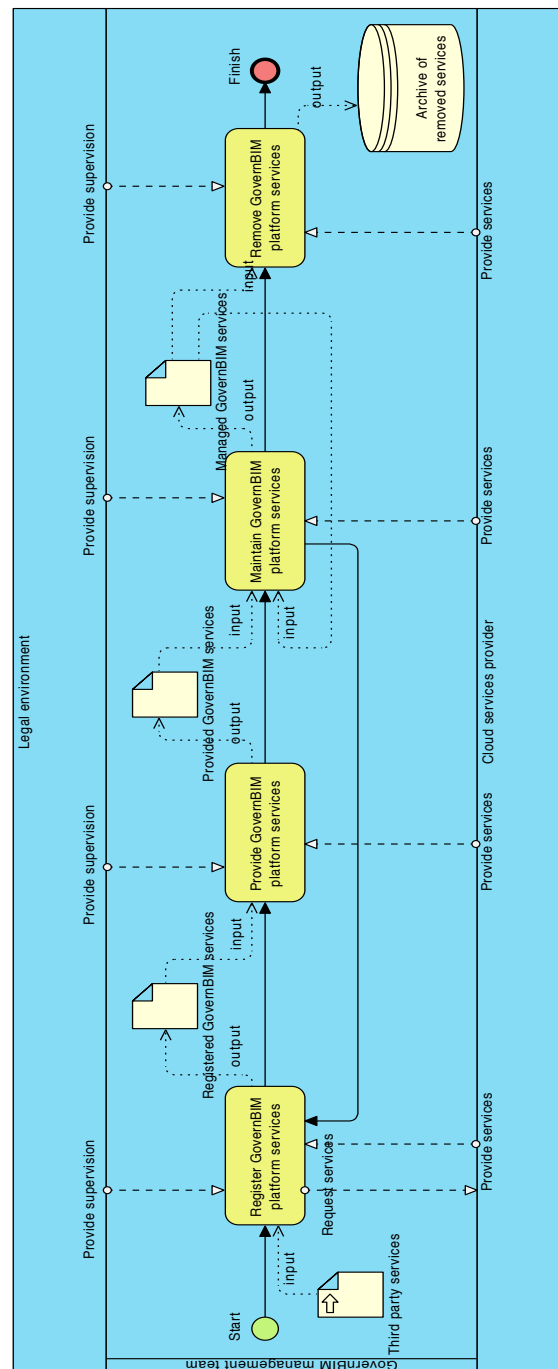 Legal environment
GovernBIM management team
Cloud services provider
Provide supervision
Provide supervision
Provide supervision
Provide supervision
Start
Third party services
input
Register GovernBIM
platform services
Request services
Provide services
output
Registered GovernBIM services
input
Provide GovernBIM
platform services
Provide services
output
Provided GovernBIM services
input
input
Maintain GovernBIM
platform services
Provide services
output
Managed GovernBIM services
input
Remove GovernBIM
platform services
Provide services
output
Archive of
removed services
Finish